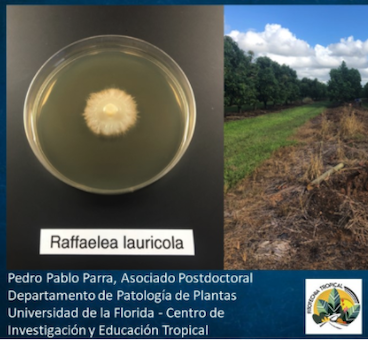 Raffaelea lauricola
Pedro Pablo Parra, Asociado Postdoctoral
Departamento de Patología de Plantas
Universidad de la Florida - Centro de
Investigación y Educación Tropical